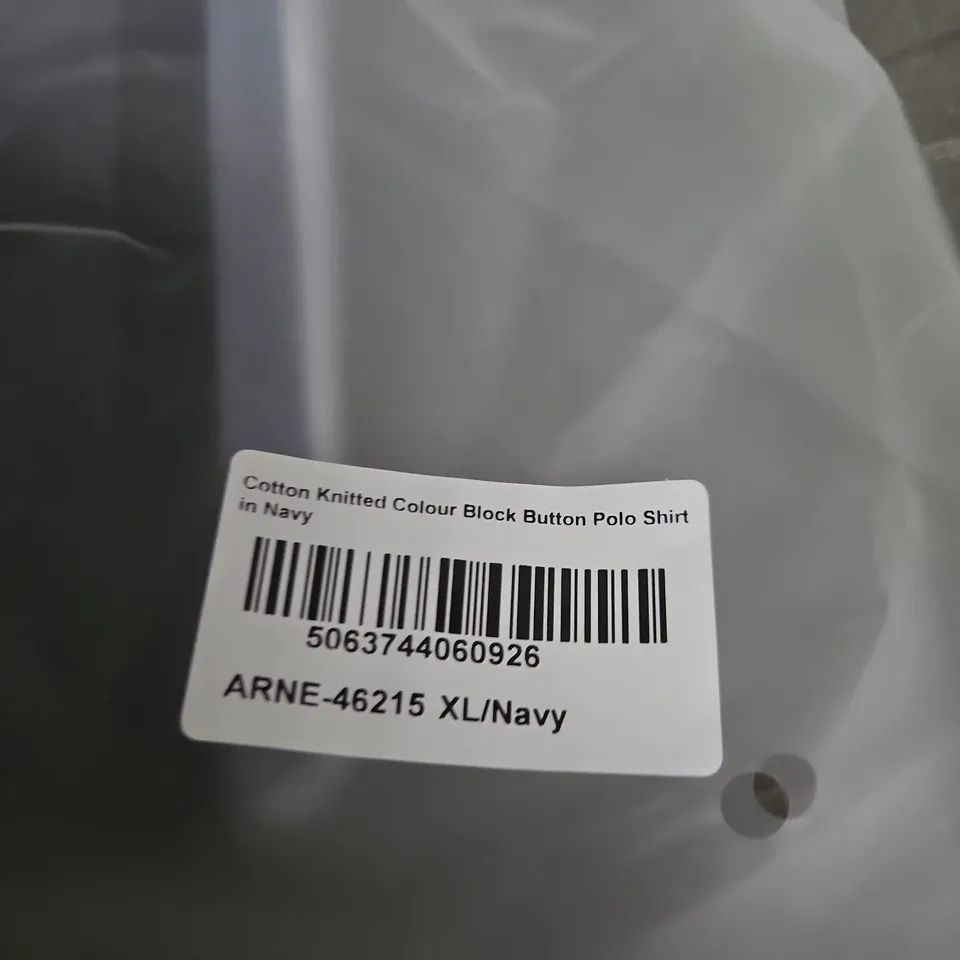 Cotton Knitted Colour Block Button Polo Shirt
in Navy
5063744060926
ARNE-46215 XL/Navy